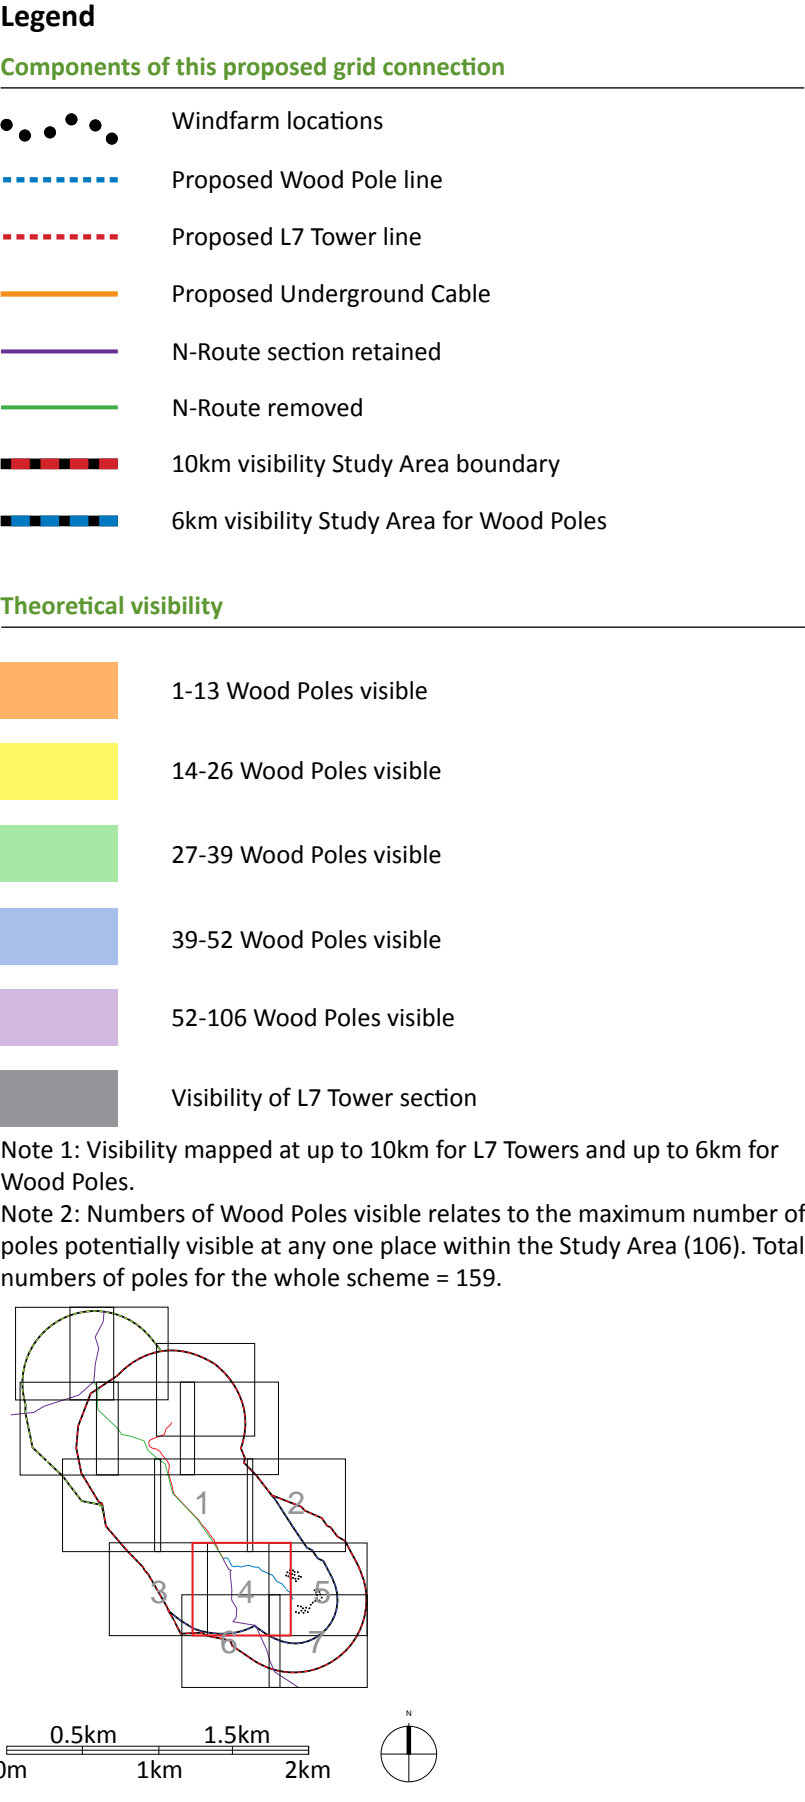 Legend
Components of this proposed grid connection
Windfarm locations
Proposed Wood Pole line
Proposed L7 Tower line
Proposed Underground Cable
N-Route section retained
N-Route removed
10km visibility Study Area boundary
6km visibility Study Area for Wood Poles
Theoretical visibility
1-13 Wood Poles visible
14-26 Wood Poles visible
27-39 Wood Poles visible
39-52 Wood Poles visible
52-106 Wood Poles visible
Visibility of L7 Tower section
Note 1: Visibility mapped at up to 10km for L7 Towers and up to 6km for
Wood Poles.
Note 2: Numbers of Wood Poles visible relates to the maximum number of
poles potentially visible at any one place within the Study Area (106). Total
numbers of poles for the whole scheme = 159.
1
2
3
4
5
6
7
N
0.5km 1.5km
0m 1km 2km